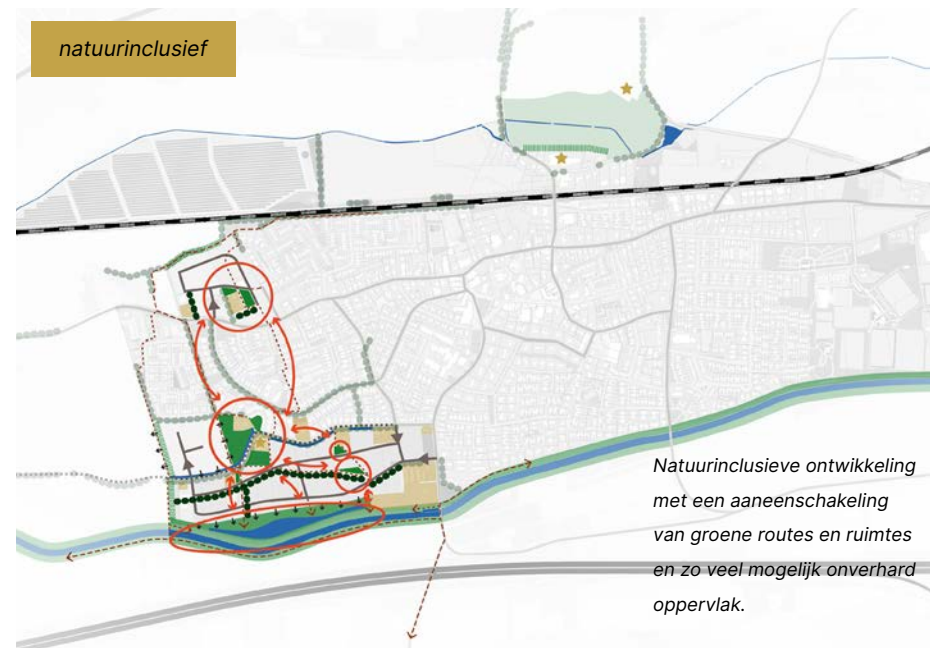 natuurinclusief
Natuurinclusieve ontwikkeling
met een aaneenschakeling
van groene routes en ruimtes
en zo veel mogelijk onverhard
oppervlak.